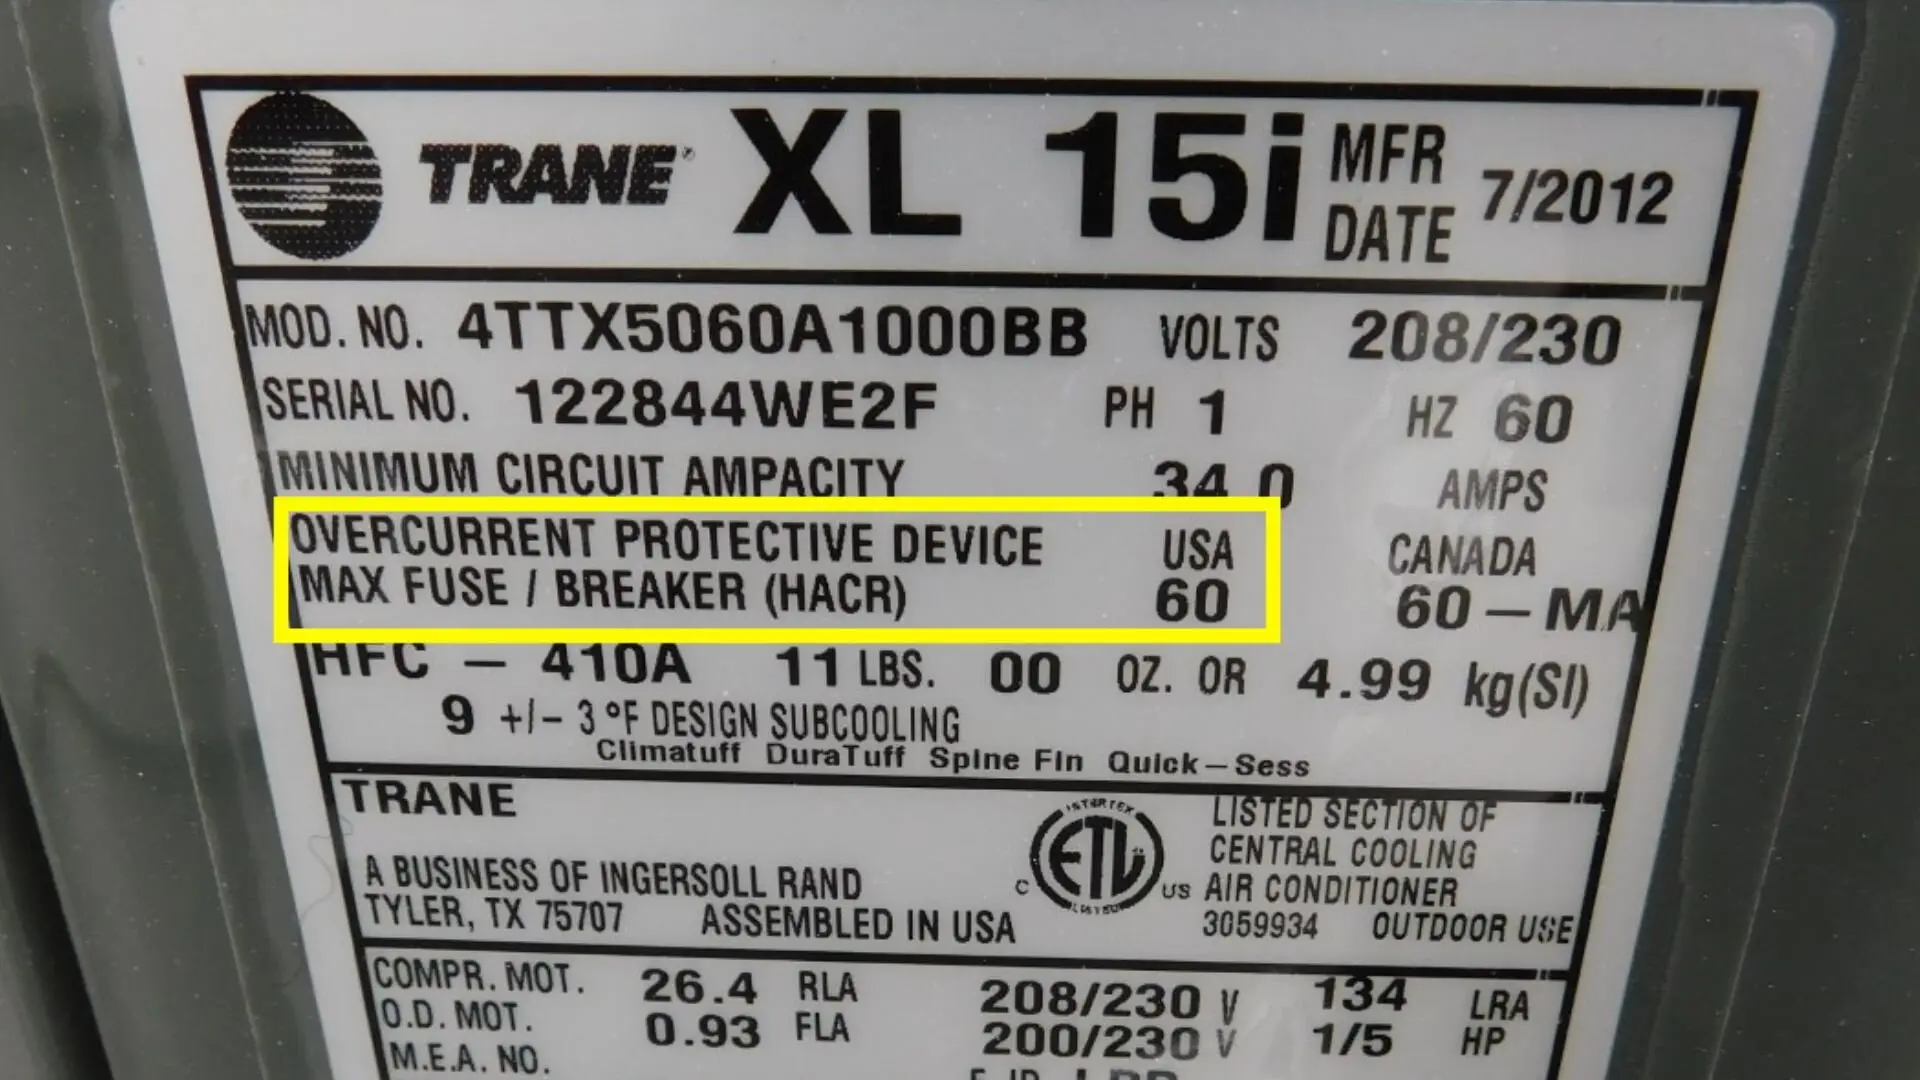 TRANE® XL 15i MFR DATE 7/2012
MOD. NO. 4TTX5060A1000BB VOLTS 208/230
SERIAL NO. 122844WE2F PH 1 HZ 60
MINIMUM CIRCUIT AMPACITY 34.0 AMPS
OVERCURRENT PROTECTIVE DEVICE USA CANADA
MAX FUSE / BREAKER (HACR) 60 60 – MA
HFC – 410A 11 LBS. 00 OZ. OR 4.99 kg(SI)
9 +/– 3 °F DESIGN SUBCOOLING
Climatuff DuraTuff Spine Fin Quick–Sess
TRANE
A BUSINESS OF INGERSOLL RAND
TYLER, TX 75707 ASSEMBLED IN USA
INTERTEK
C ETL US
LISTED
LISTED SECTION OF
CENTRAL COOLING
AIR CONDITIONER
3059934 OUTDOOR USE
COMPR. MOT. 26.4 RLA 208/230 V 134 LRA
O.D. MOT. 0.93 FLA 200/230 V 1/5 HP
M.E.A. NO.